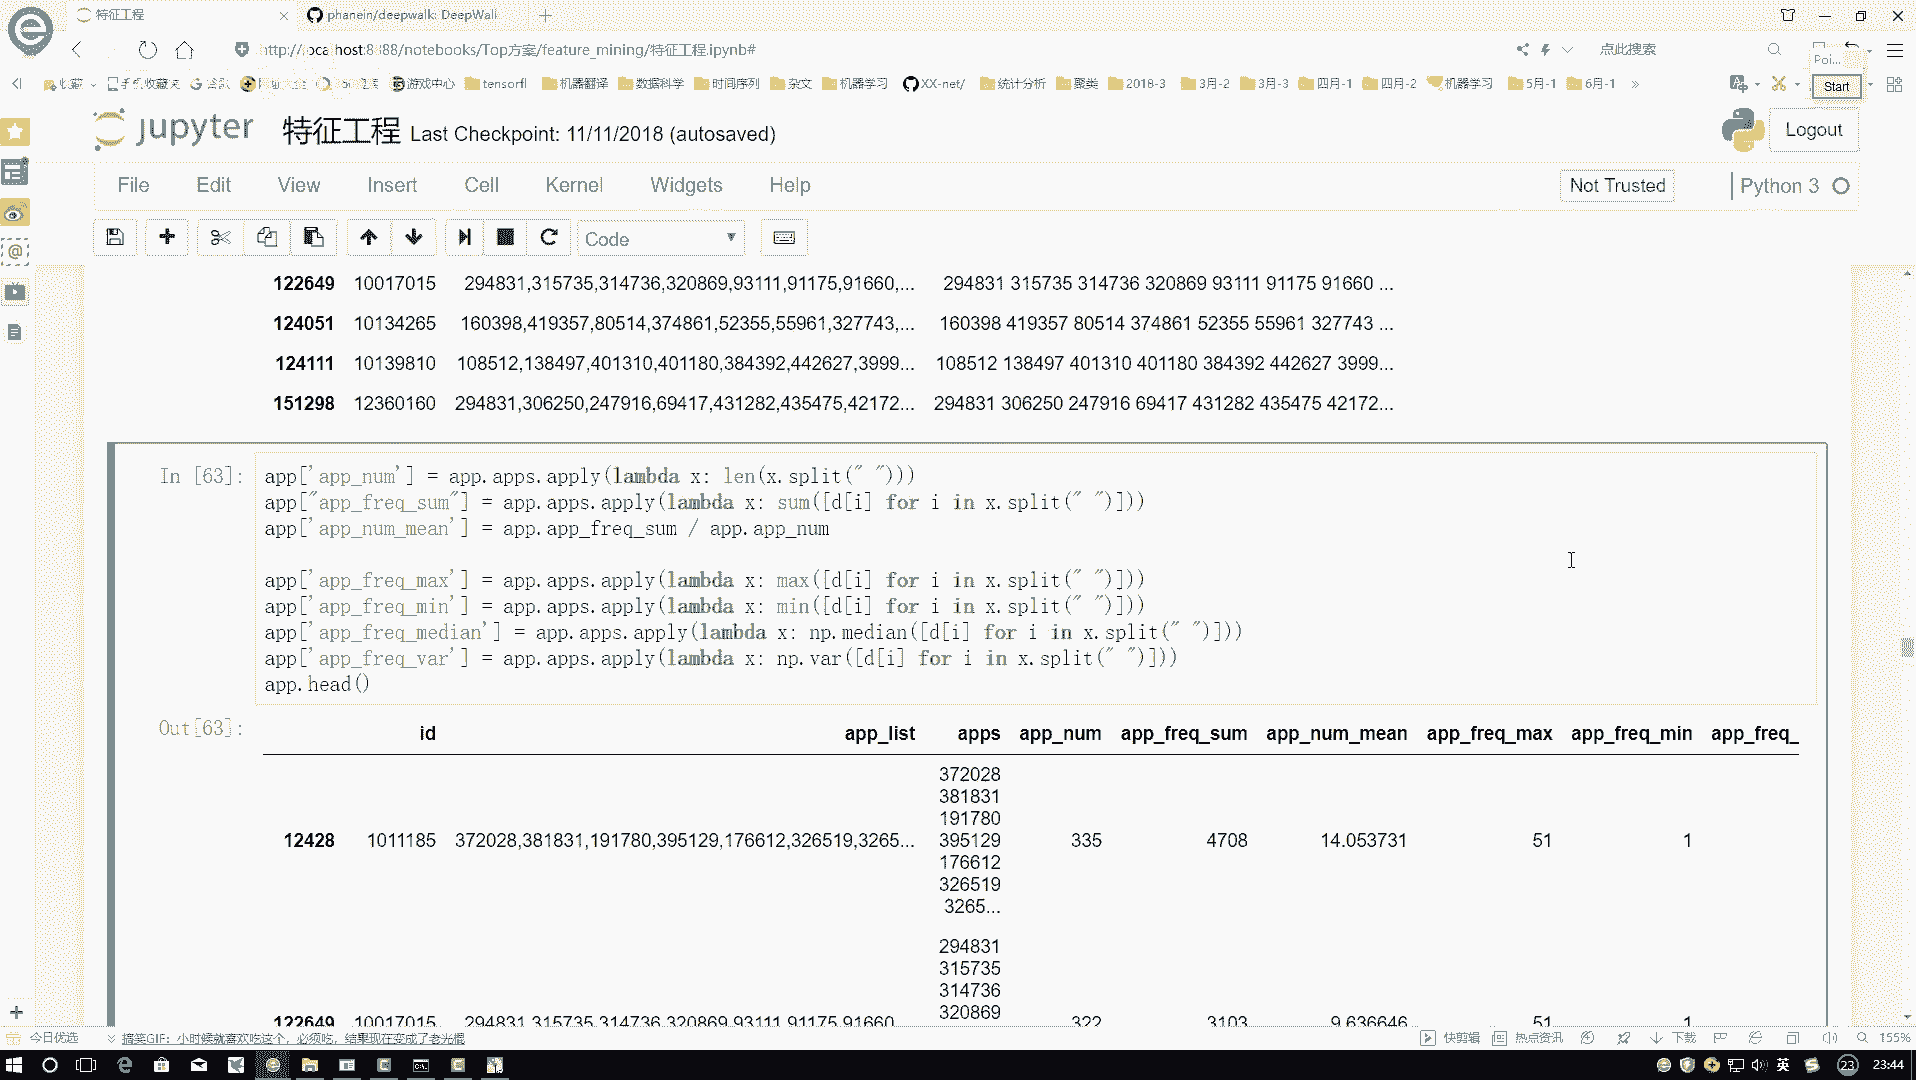 特征工程
phanein/deepwalk: DeepWall
http://localhost:8888/notebooks/Top方案/feature_mining/特征工程.ipynb#
点此搜索
Poi...
收藏
手机收藏夹
游戏中心
tensorfl
机器翻译
数据科学
时间序列
杂文
机器学习
XX-net/
统计分析
聚类
2018-3
3月-2
3月-3
四月-1
四月-2
机器学习
5月-1
6月-1
»
Start
jupyter 特征工程 Last Checkpoint: 11/11/2018 (autosaved)
Logout
File Edit View Insert Cell Kernel Widgets Help
Not Trusted
Python 3
Code
122649 10017015 294831,315735,314736,320869,93111,91175,91660,... 294831 315735 314736 320869 93111 91175 91660 ...
124051 10134265 160398,419357,80514,374861,52355,55961,327743,... 160398 419357 80514 374861 52355 55961 327743 ...
124111 10139810 108512,138497,401310,401180,384392,442627,3999... 108512 138497 401310 401180 384392 442627 3999...
151298 12360160 294831,306250,247916,69417,431282,435475,42172... 294831 306250 247916 69417 431282 435475 42172...
In [63]:
app['app_num'] = app.apps.apply(lambda x: len(x.split(" ")))
app["app_freq_sum"] = app.apps.apply(lambda x: sum([d[i] for i in x.split(" ")]))
app['app_num_mean'] = app.app_freq_sum / app.app_num
app['app_freq_max'] = app.apps.apply(lambda x: max([d[i] for i in x.split(" ")]))
app['app_freq_min'] = app.apps.apply(lambda x: min([d[i] for i in x.split(" ")]))
app['app_freq_median'] = app.apps.apply(lambda x: np.median([d[i] for i in x.split(" ")]))
app['app_freq_var'] = app.apps.apply(lambda x: np.var([d[i] for i in x.split(" ")]))
app.head()
Out[63]:
id app_list apps app_num app_freq_sum app_num_mean app_freq_max app_freq_min app_freq_
372028
381831
191780
12428 1011185 372028,381831,191780,395129,176612,326519,3265... 395129 335 4708 14.053731 51 1
176612
326519
3265...
294831
315735
314736
320869
122649 10017015 294831,315735,314736,320869,93111,91175,91660 322 3103 9.636646 51 1
今日优选
搞笑GIF: 小时候就喜欢吃这个，必须吃，结果现在变成了老光棍
快剪辑
热点资讯
下载
155%
英
23
23:44